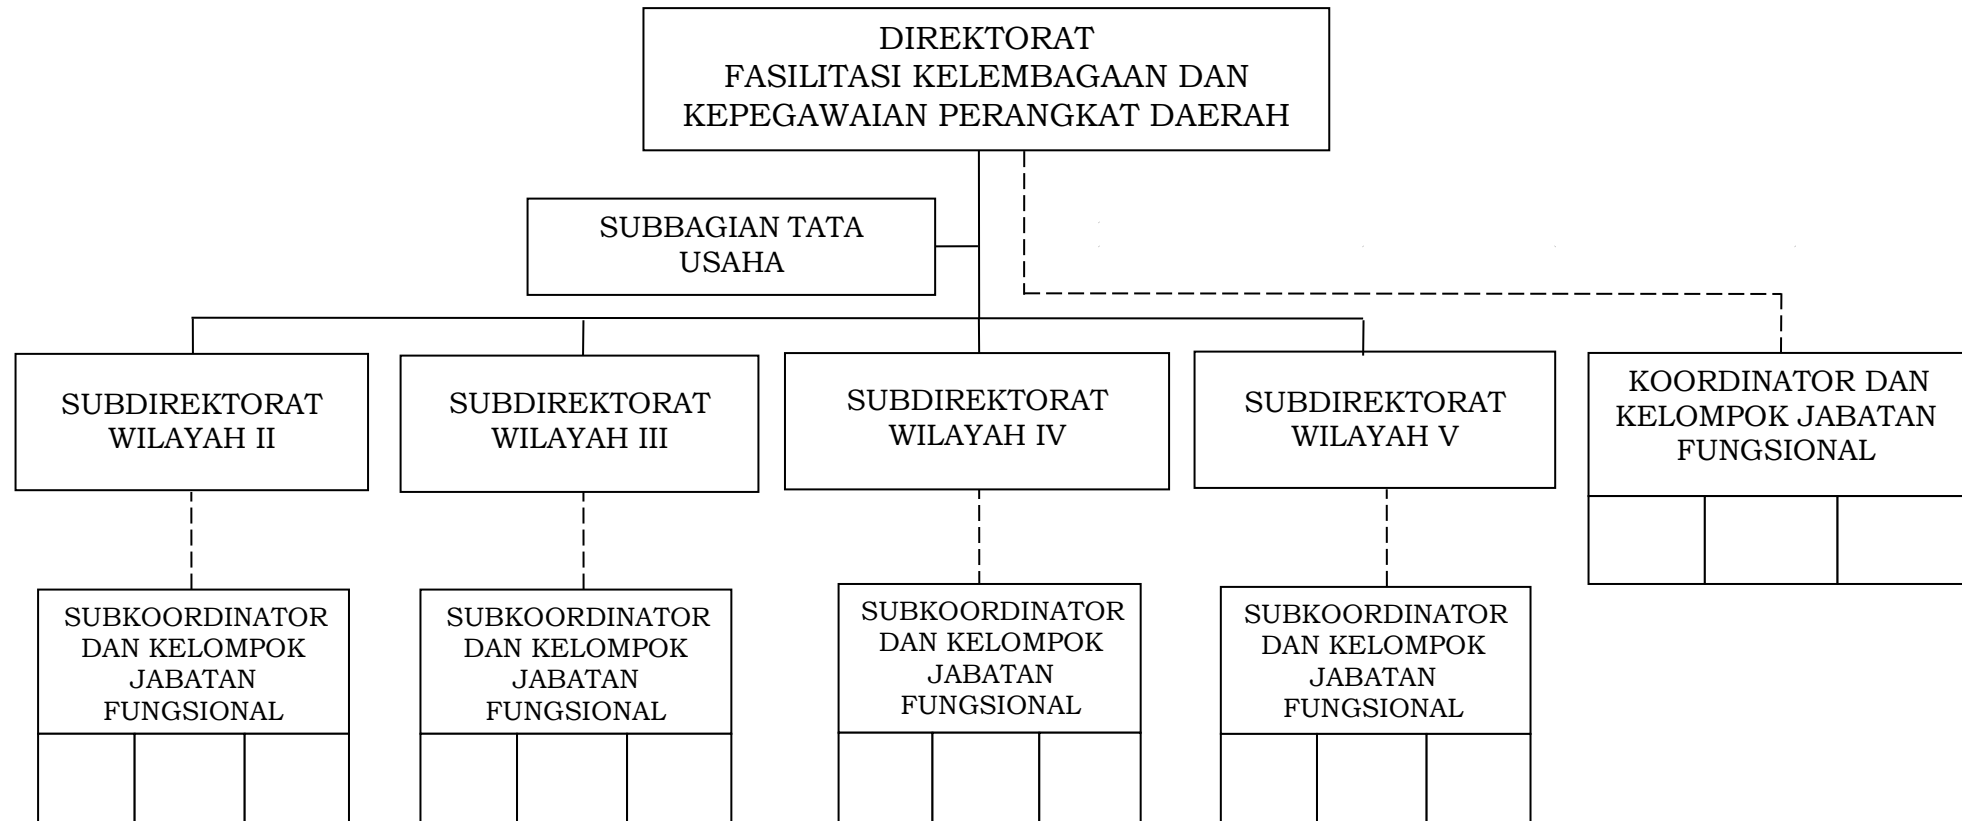 DIREKTORAT
FASILITASI KELEMBAGAAN DAN
KEPEGAWAIAN PERANGKAT DAERAH
SUBBAGIAN TATA
USAHA
SUBDIREKTORAT
WILAYAH II
SUBDIREKTORAT
WILAYAH III
SUBDIREKTORAT
WILAYAH IV
SUBDIREKTORAT
WILAYAH V
KOORDINATOR DAN
KELOMPOK JABATAN
FUNGSIONAL
SUBKOORDINATOR
DAN KELOMPOK
JABATAN
FUNGSIONAL
SUBKOORDINATOR
DAN KELOMPOK
JABATAN
FUNGSIONAL
SUBKOORDINATOR
DAN KELOMPOK
JABATAN
FUNGSIONAL
SUBKOORDINATOR
DAN KELOMPOK
JABATAN
FUNGSIONAL